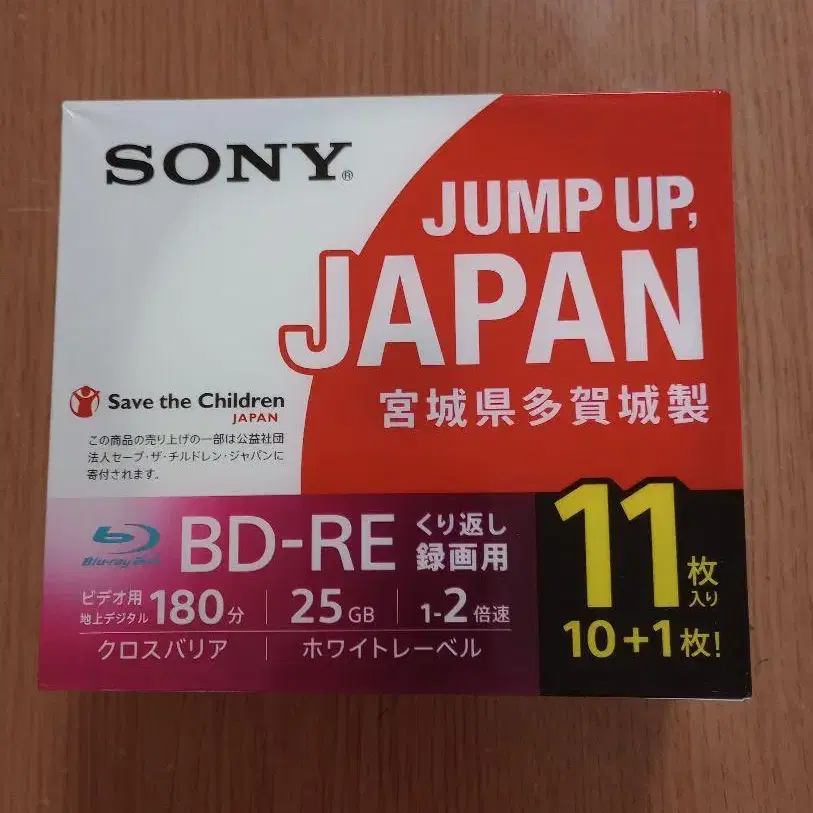 SONY®
JUMP UP,
JAPAN
宮城県多賀城製
Save the Children
JAPAN
この商品の売り上げの一部は公益社団
法人セーブ・ザ・チルドレン・ジャパンに
寄付されます。
Blu-ray Disc
BD-RE
くり返し
録画用
ビデオ用
地上デジタル 180分
25GB
1-2倍速
クロスバリア
ホワイトレーベル
11枚
入り
10+1枚!